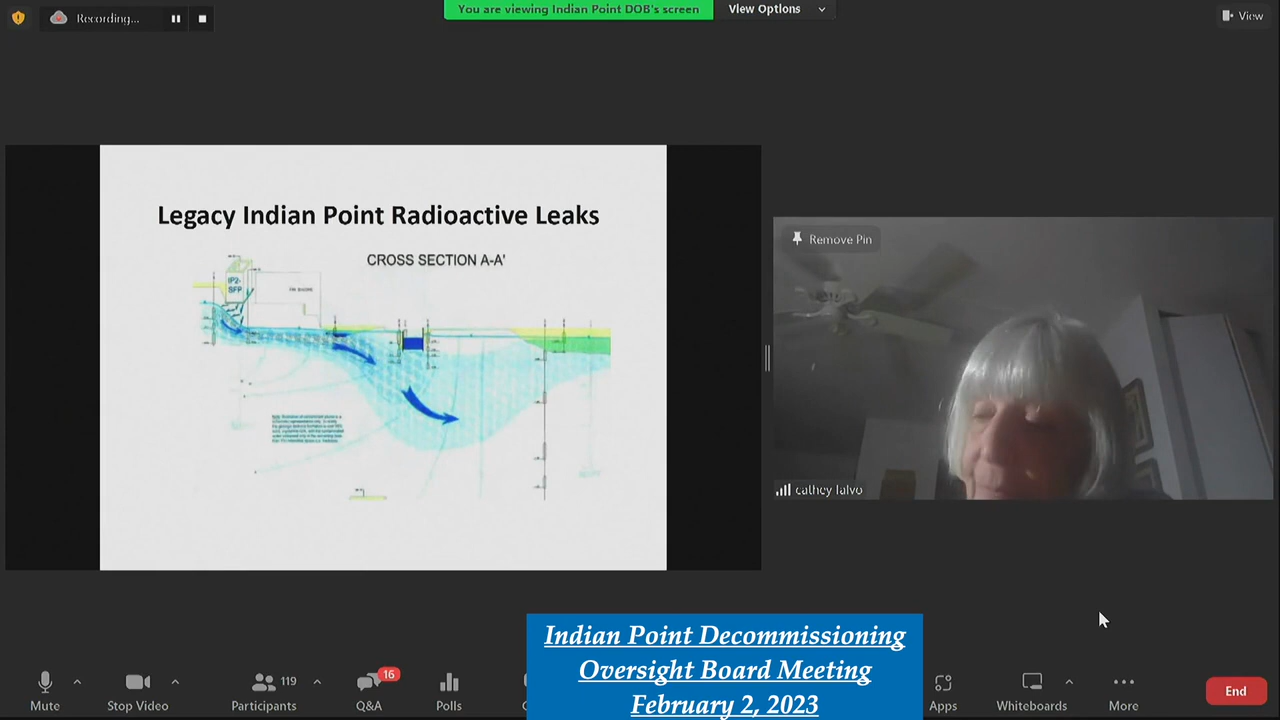 Recording...
You are viewing Indian Point DOB's screen
View Options
View
Legacy Indian Point Radioactive Leaks
CROSS SECTION A-A'
IP2-
SFP
Remove Pin
cathey falvo
Indian Point Decommissioning
Oversight Board Meeting
February 2, 2023
119
16
Mute
Stop Video
Participants
Q&A
Polls
Apps
Whiteboards
More
End